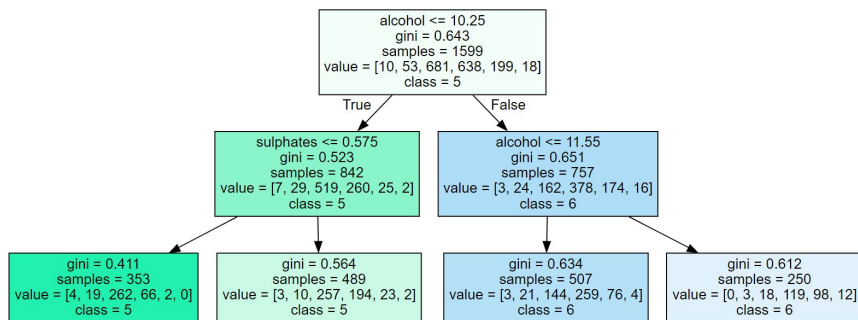 alcohol <= 10.25
gini = 0.643
samples = 1599
value = [10, 53, 681, 638, 199, 18]
class = 5
True
False
sulphates <= 0.575
gini = 0.523
samples = 842
value = [7, 29, 519, 260, 25, 2]
class = 5
alcohol <= 11.55
gini = 0.651
samples = 757
value = [3, 24, 162, 378, 174, 16]
class = 6
gini = 0.411
samples = 353
value = [4, 19, 262, 66, 2, 0]
class = 5
gini = 0.564
samples = 489
value = [3, 10, 257, 194, 23, 2]
class = 5
gini = 0.634
samples = 507
value = [3, 21, 144, 259, 76, 4]
class = 6
gini = 0.612
samples = 250
value = [0, 3, 18, 119, 98, 12]
class = 6